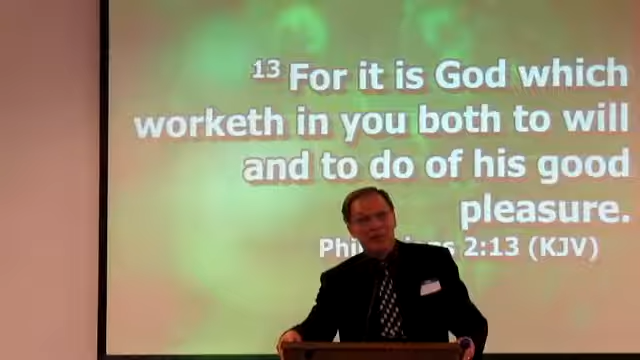 13 For it is God which
worketh in you both to will
and to do of his good
pleasure.
2:13 (KJV)